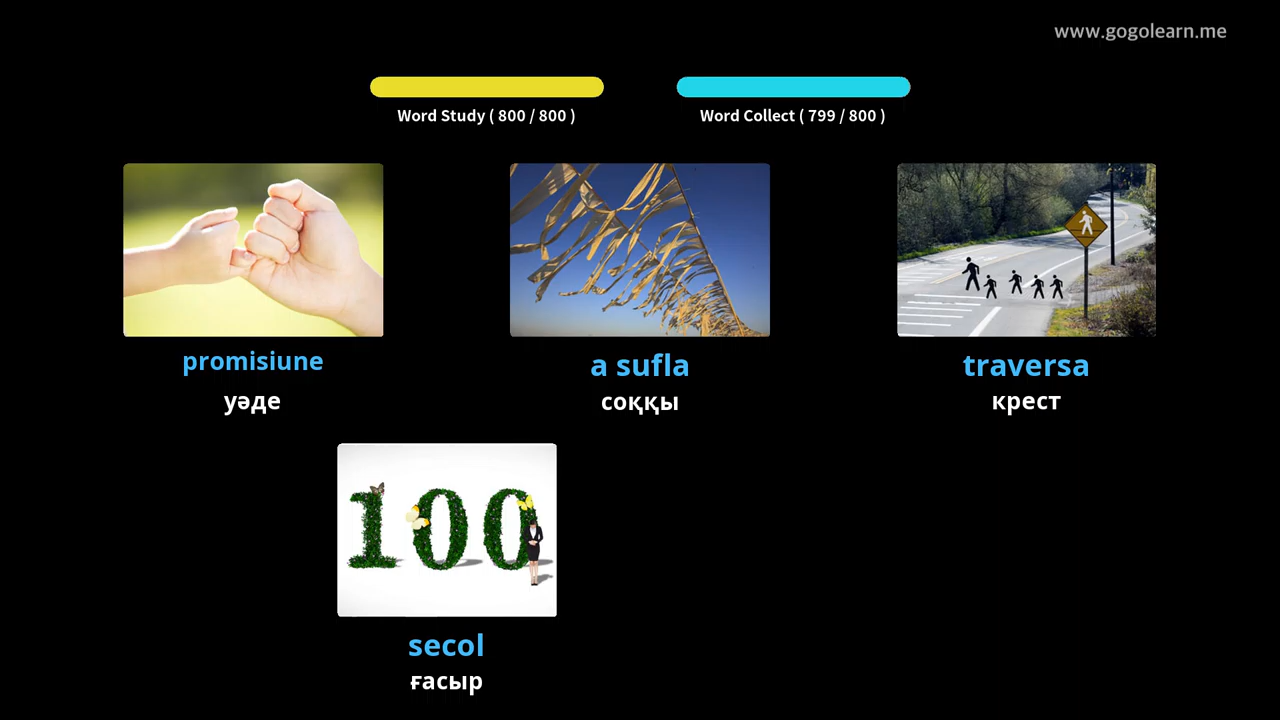 www.gogolearn.me
Word Study ( 800 / 800 )
Word Collect ( 799 / 800 )
promisiune
уәде
a sufla
соққы
traversa
крест
100
secol
ғасыр